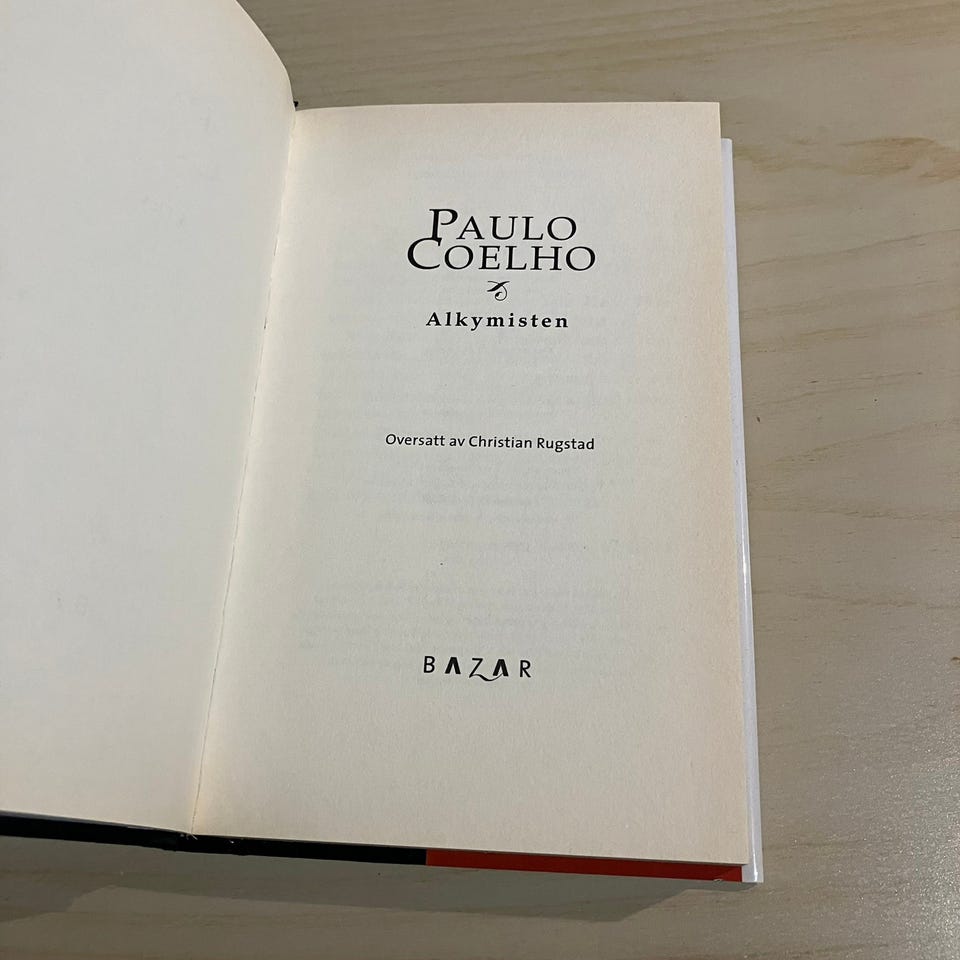 PAULO
COELHO
Alkymisten
Oversatt av Christian Rugstad
BAZAR